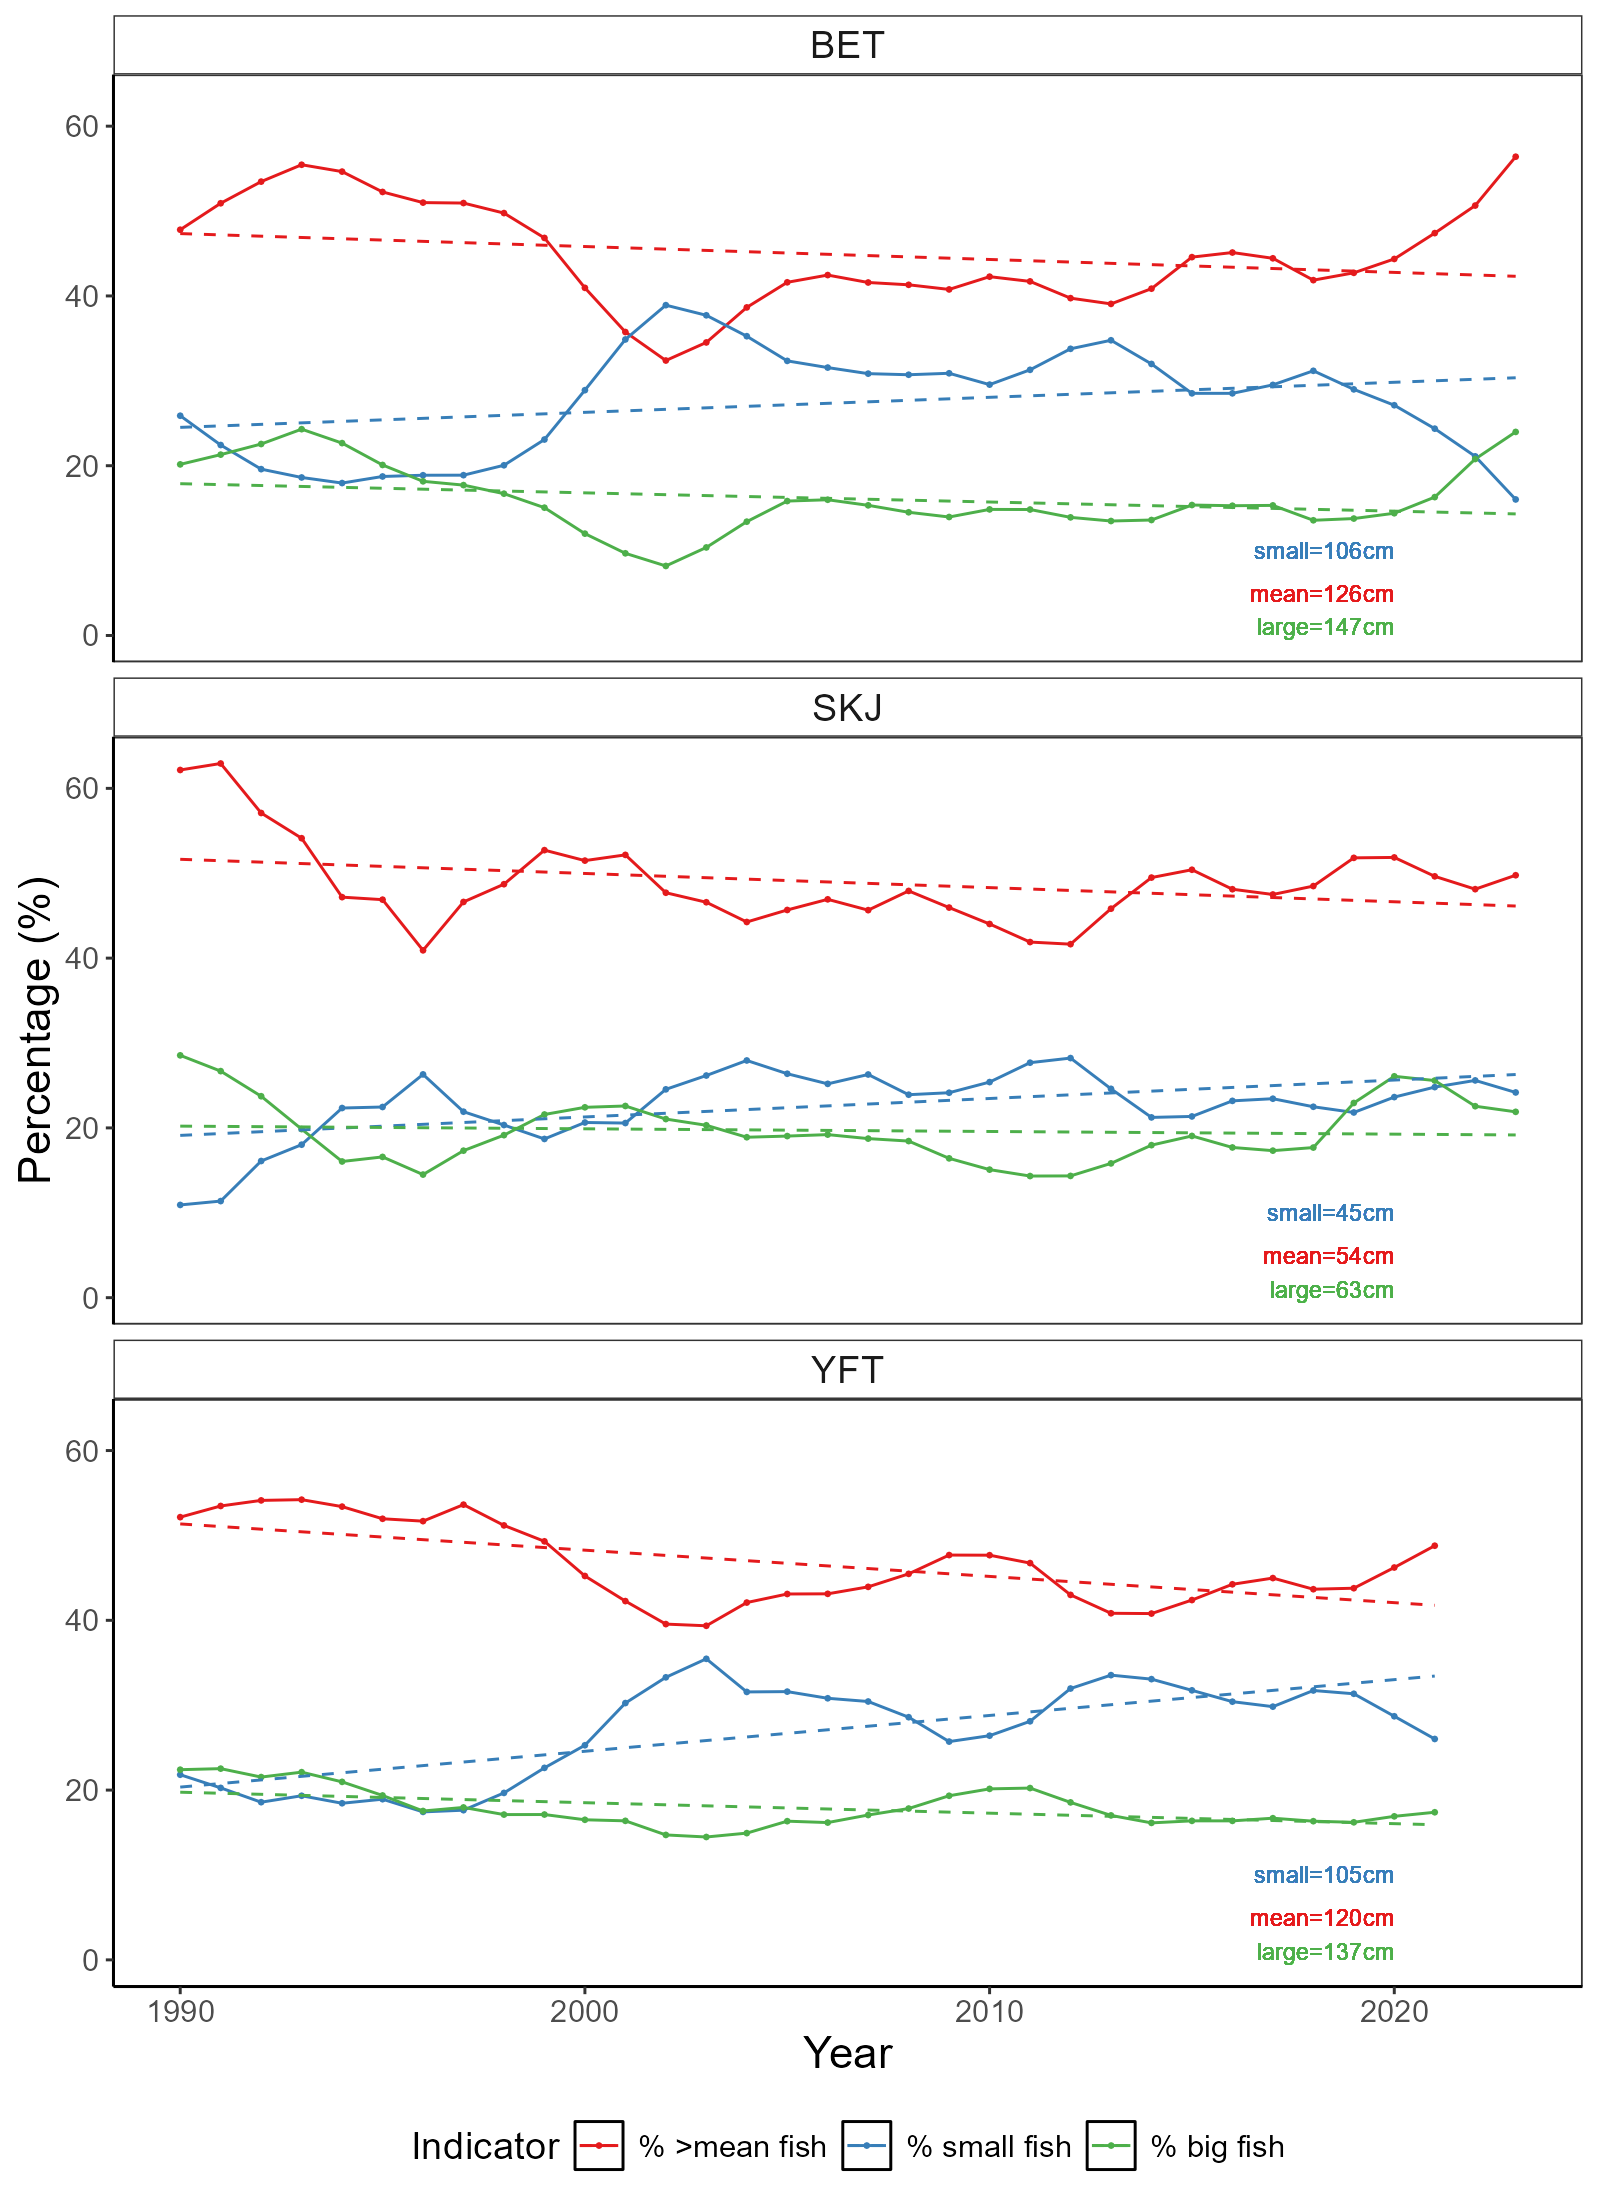 BET
60
40
20
0
small=106cm
mean=126cm
large=147cm
SKJ
60
40
20
0
small=45cm
mean=54cm
large=63cm
YFT
60
40
20
0
small=105cm
mean=120cm
large=137cm
Percentage (%)
1990 2000 2010 2020
Year
Indicator % >mean fish % small fish % big fish